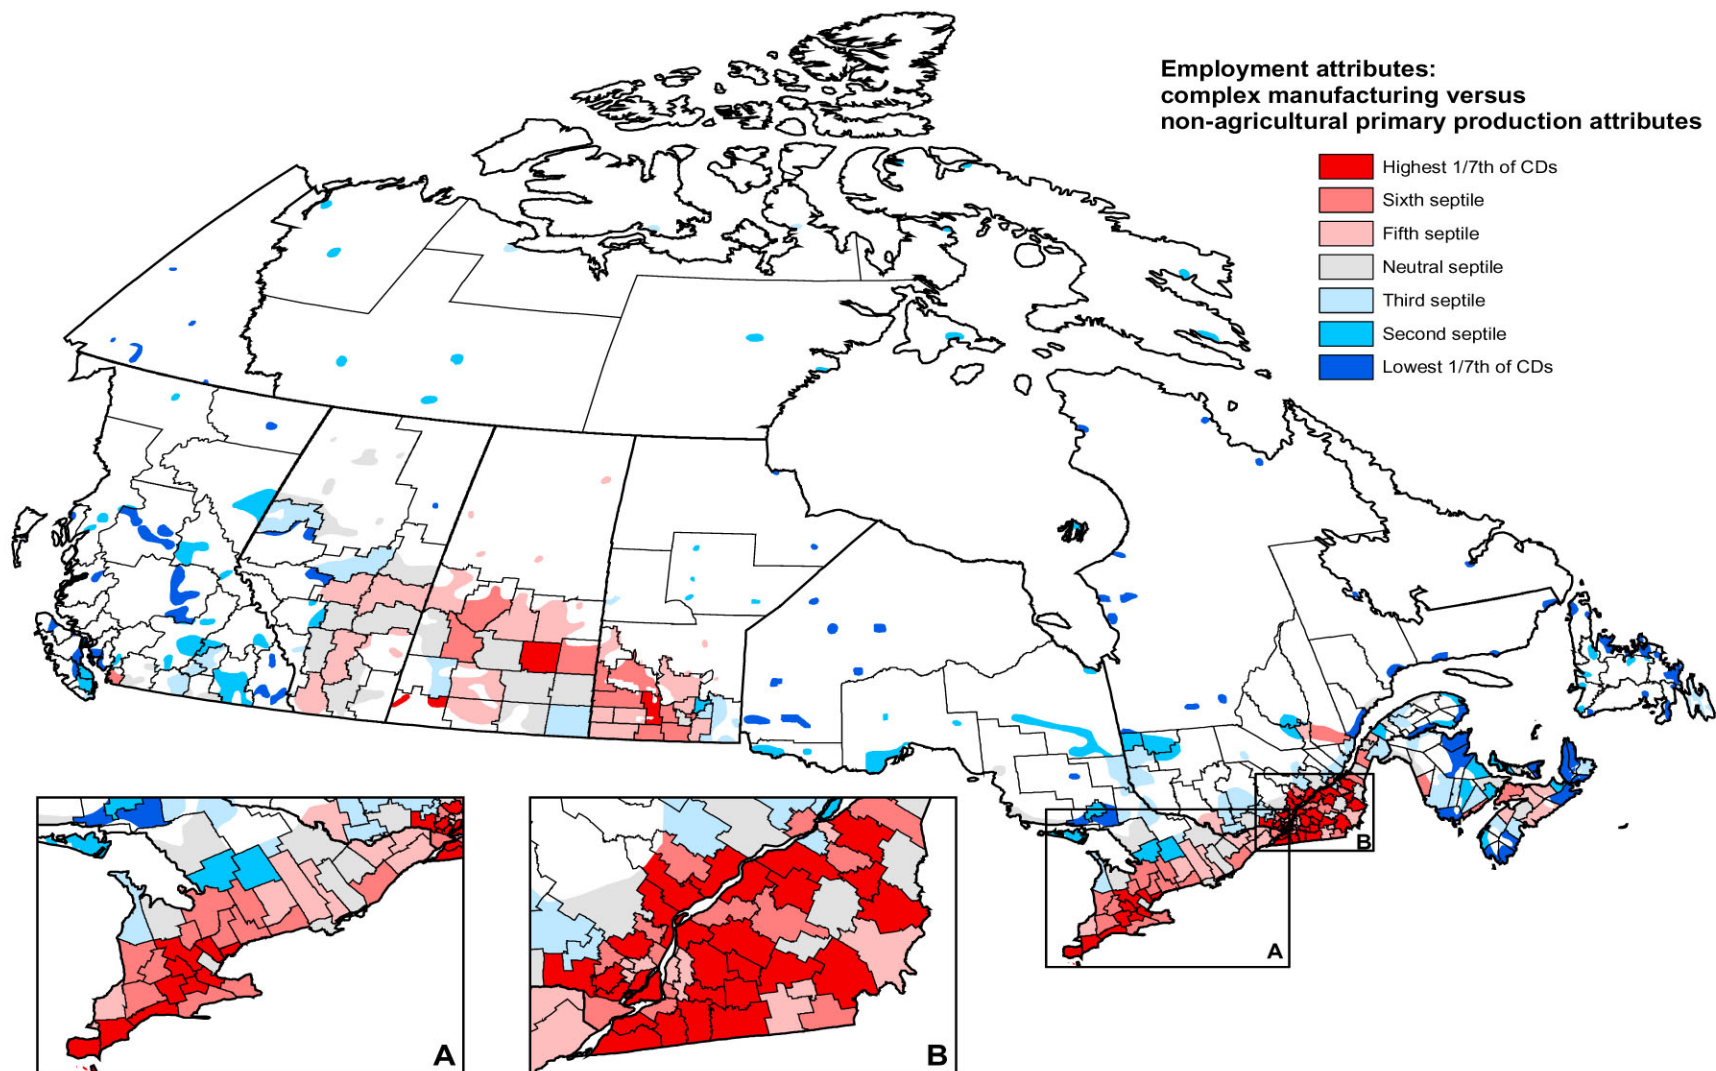 Employment attributes:
complex manufacturing versus
non-agricultural primary production attributes
Highest 1/7th of CDs
Sixth septile
Fifth septile
Neutral septile
Third septile
Second septile
Lowest 1/7th of CDs
B
A
A
B